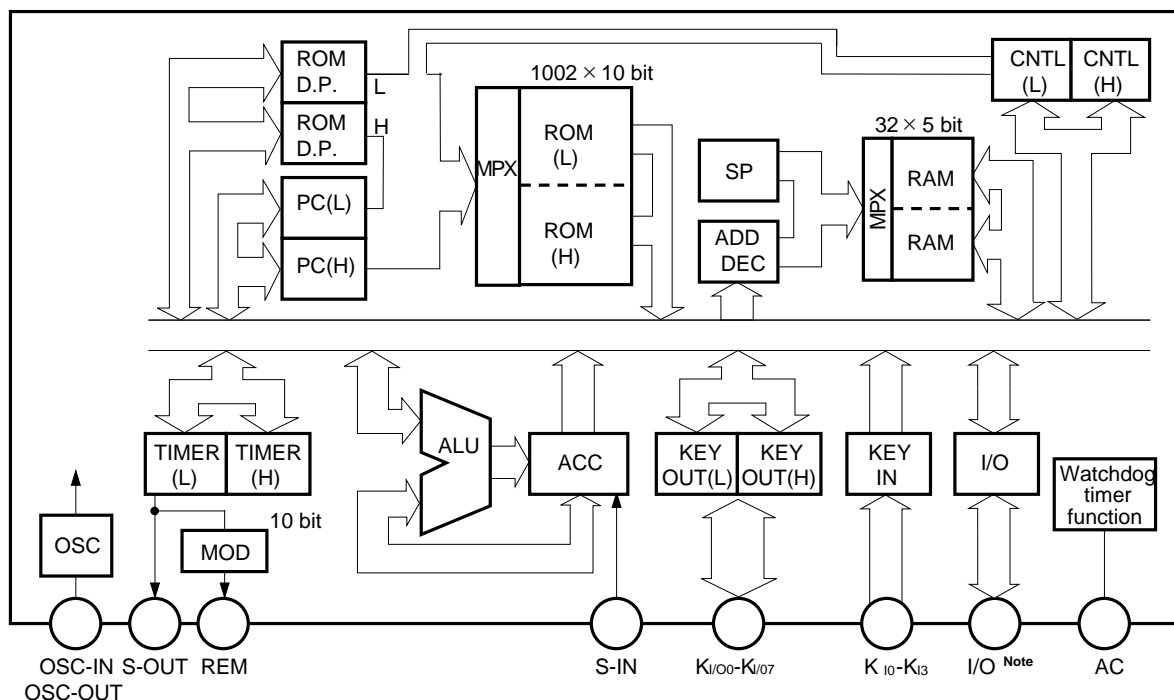 ROM
D.P.
L
ROM
D.P.
H
PC(L)
PC(H)
1002 × 10 bit
MPX
ROM
(L)
ROM
(H)
SP
ADD
DEC
32 × 5 bit
MPX
RAM
RAM
CNTL
(L)
CNTL
(H)
TIMER
(L)
TIMER
(H)
10 bit
OSC
MOD
ALU
ACC
KEY
OUT(L)
KEY
OUT(H)
KEY
IN
I/O
Watchdog
timer
function
OSC-IN
OSC-OUT
S-OUT
REM
S-IN
KI/O0-KI/07
K I0-KI3
I/O Note
AC